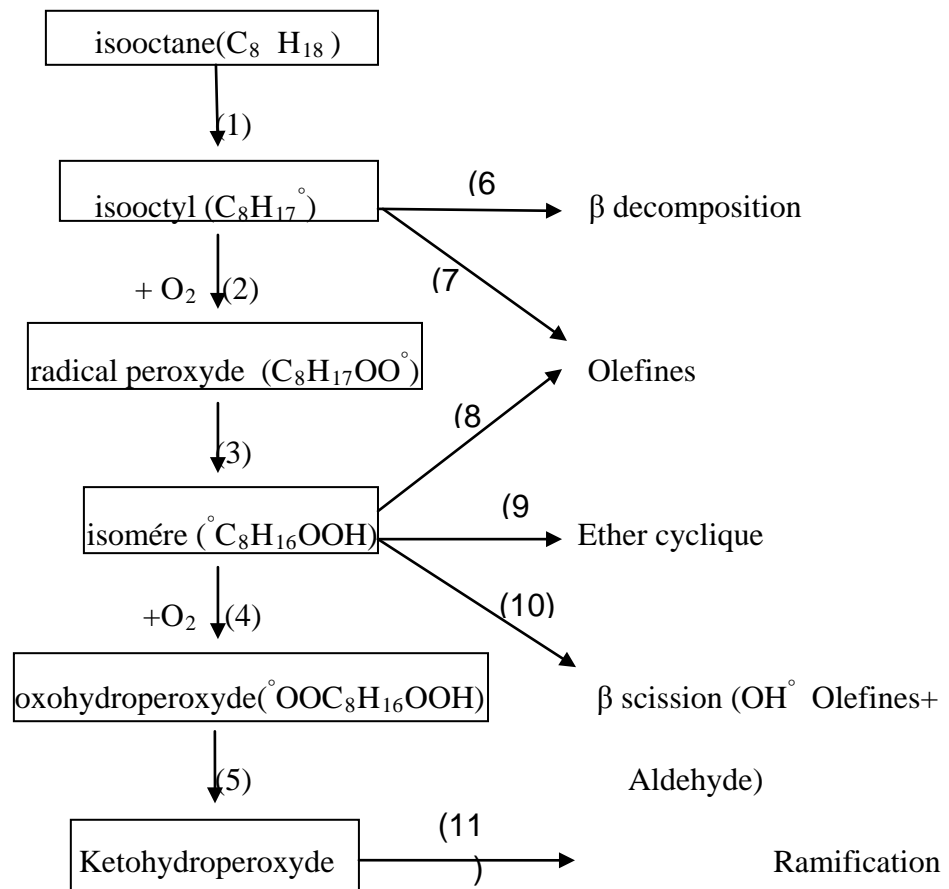 isooctane(C₈ H₁₈ )
(1)
isooctyl (C₈H₁₇°)
(6
β decomposition
(7
+ O₂ (2)
radical peroxyde (C₈H₁₇OO°)
Olefines
(8
(3)
isomére (°C₈H₁₆OOH)
(9
Ether cyclique
+O₂ (4)
(10)
oxohydroperoxyde(°OOC₈H₁₆OOH)
β scission (OH° Olefines+
Aldehyde)
(5)
Ketohydroperoxyde
(11
)
Ramification